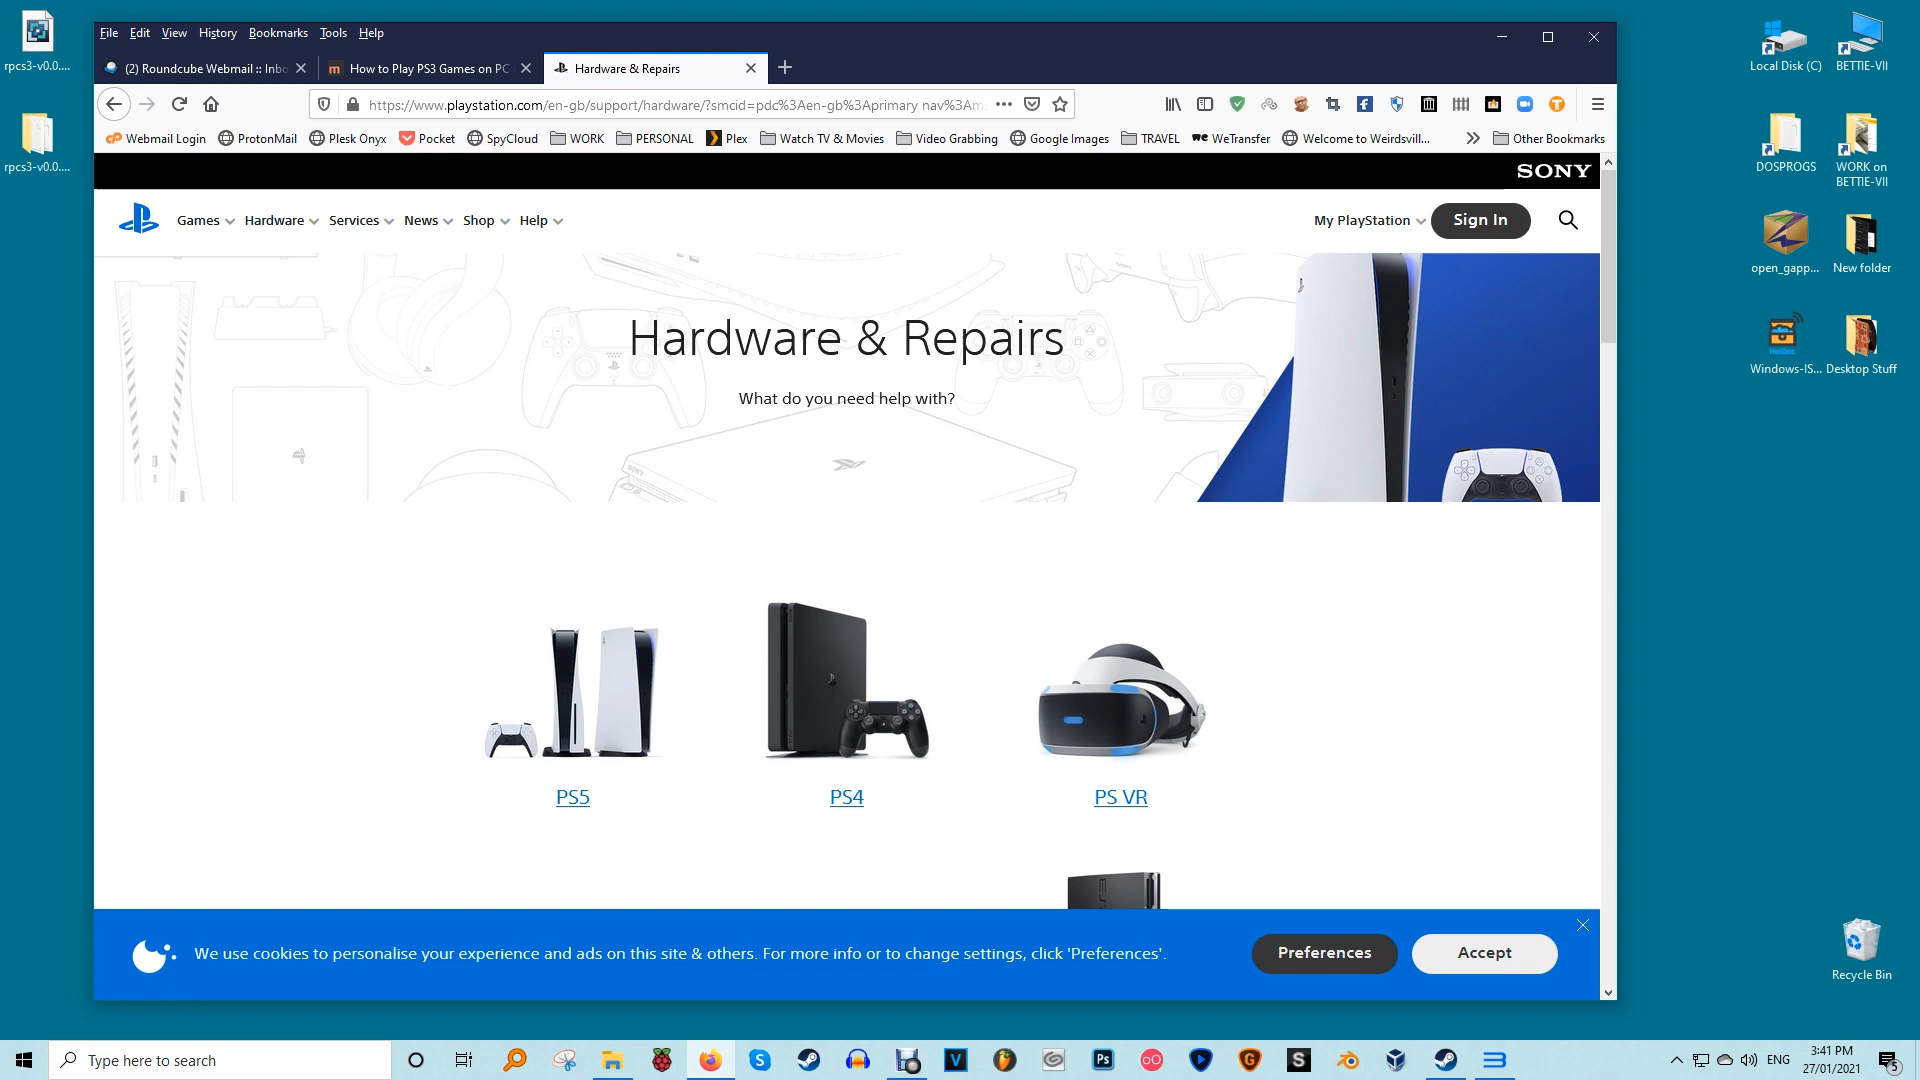 rpcs3-v0.0....
rpcs3-v0.0....
File Edit View History Bookmarks Tools Help
(2) Roundcube Webmail :: Inbo
How to Play PS3 Games on PC
Hardware & Repairs
https://www.playstation.com/en-gb/support/hardware/?smcid=pdc%3Aen-gb%3Aprimary nav%3Am
Webmail Login ProtonMail Plesk Onyx Pocket SpyCloud WORK PERSONAL Plex Watch TV & Movies Video Grabbing Google Images TRAVEL WeTransfer Welcome to Weirdsvill... Other Bookmarks
SONY
Games Hardware Services News Shop Help My PlayStation Sign In
Hardware & Repairs
What do you need help with?
PS5 PS4 PS VR
We use cookies to personalise your experience and ads on this site & others. For more info or to change settings, click 'Preferences'.
Preferences Accept
Local Disk (C) BETTIE-VII
DOSPROGS WORK on BETTIE-VII
open_gapp... New folder
Windows-IS... Desktop Stuff
Recycle Bin
Type here to search
ENG
3:41 PM
27/01/2021
5